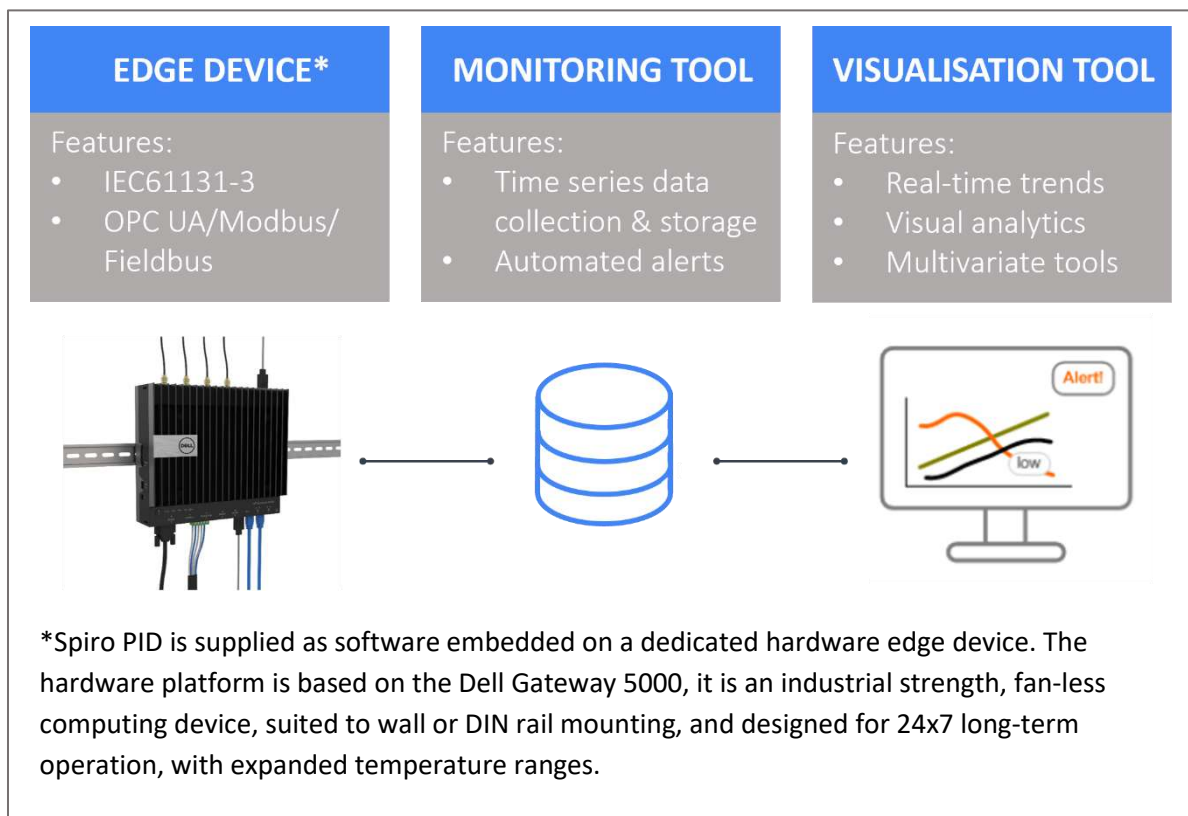 EDGE DEVICE*
Features:
• IEC61131-3
• OPC UA/Modbus/
Fieldbus
MONITORING TOOL
Features:
• Time series data
collection & storage
• Automated alerts
VISUALISATION TOOL
Features:
• Real-time trends
• Visual analytics
• Multivariate tools
DELL
Alert!
low
*Spiro PID is supplied as software embedded on a dedicated hardware edge device. The
hardware platform is based on the Dell Gateway 5000, it is an industrial strength, fan-less
computing device, suited to wall or DIN rail mounting, and designed for 24x7 long-term
operation, with expanded temperature ranges.